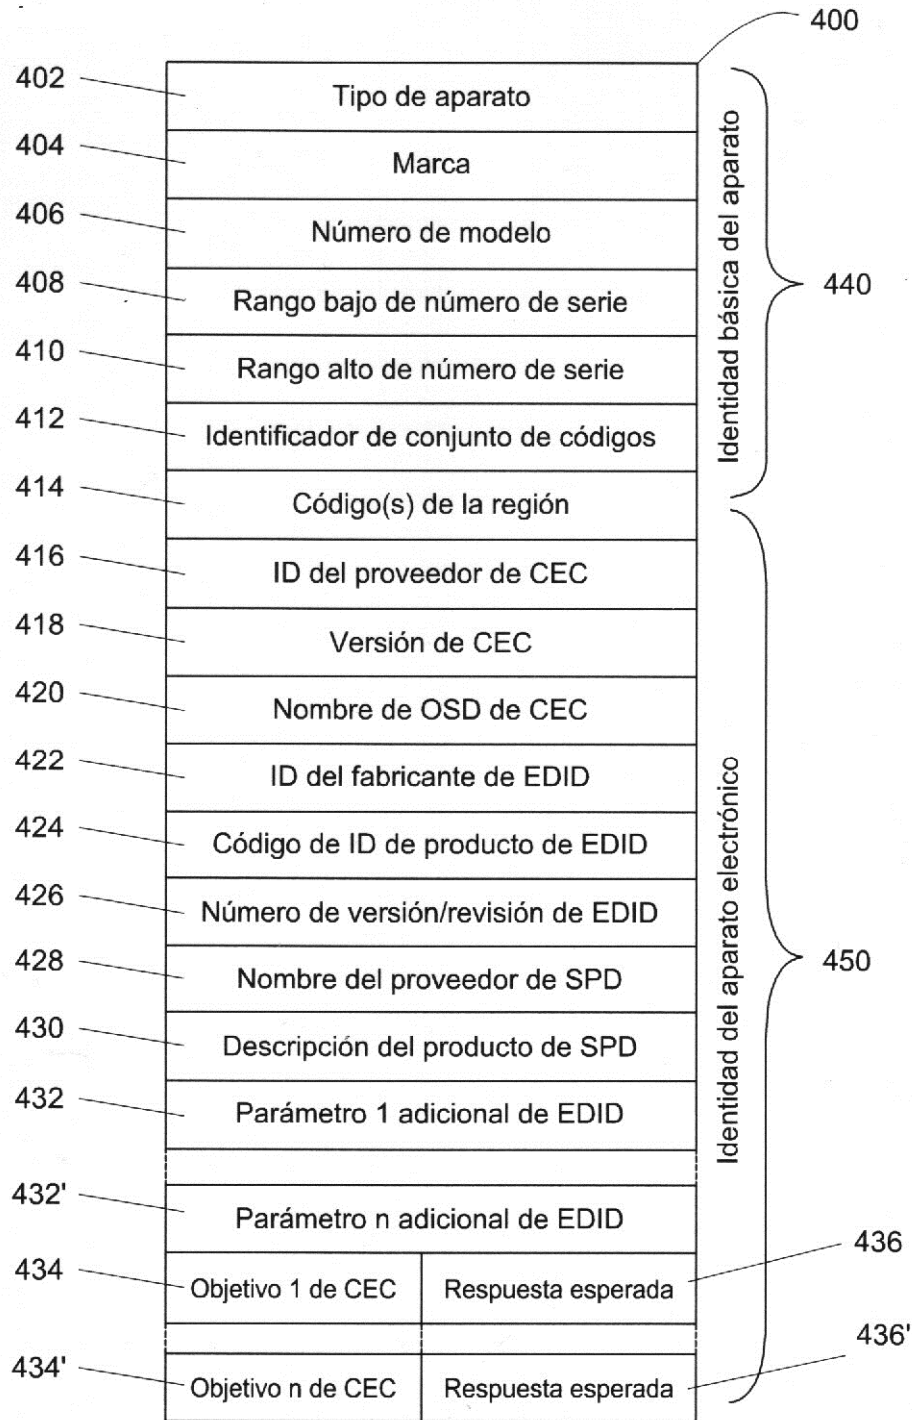 400
402 Tipo de aparato
404 Marca
406 Número de modelo
408 Rango bajo de número de serie
410 Rango alto de número de serie
412 Identificador de conjunto de códigos
Identidad básica del aparato
440
414 Código(s) de la región
416 ID del proveedor de CEC
418 Versión de CEC
420 Nombre de OSD de CEC
422 ID del fabricante de EDID
424 Código de ID de producto de EDID
426 Número de versión/revisión de EDID
428 Nombre del proveedor de SPD
430 Descripción del producto de SPD
432 Parámetro 1 adicional de EDID
432' Parámetro n adicional de EDID
434 Objetivo 1 de CEC Respuesta esperada 436
434' Objetivo n de CEC Respuesta esperada 436'
Identidad del aparato electrónico
450